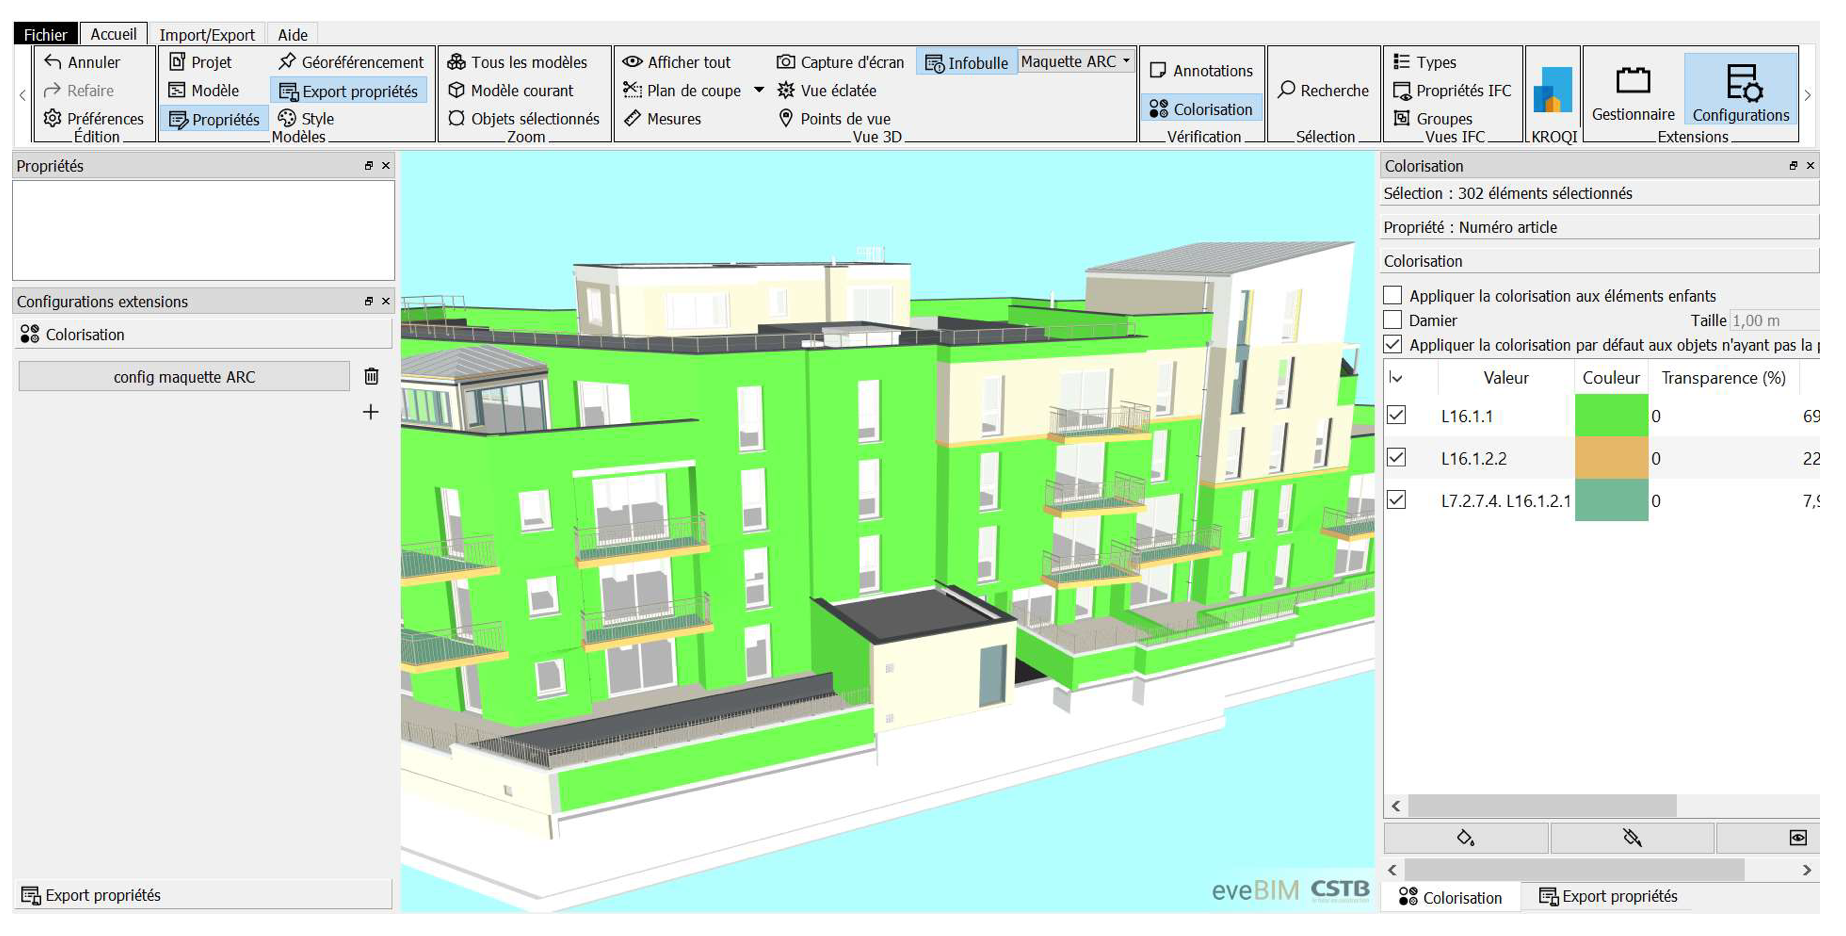 Fichier Accueil Import/Export Aide
Annuler Projet Géoréférencement Tous les modèles Afficher tout Capture d'écran Infobulle Maquette ARC Annotations Types
Refaire Modèle Export propriétés Modèle courant Plan de coupe Vue éclatée Colorisation Recherche Propriétés IFC Gestionnaire Configurations
Préférences Propriétés Style Objets sélectionnés Mesures Points de vue Groupes
Édition Modèles Zoom Vue 3D Vérification Sélection Vues IFC KROQI Extensions
Propriétés
Configurations extensions
Colorisation
config maquette ARC
Export propriétés
eveBIM CSTB
Colorisation
Sélection : 302 éléments sélectionnés
Propriété : Numéro article
Colorisation
Appliquer la colorisation aux éléments enfants
Damier Taille 1,00 m
Appliquer la colorisation par défaut aux objets n'ayant pas la p
Valeur Couleur Transparence (%)
L16.1.1 0 69
L16.1.2.2 0 22
L7.2.7.4. L16.1.2.1 0 7,9
Colorisation Export propriétés